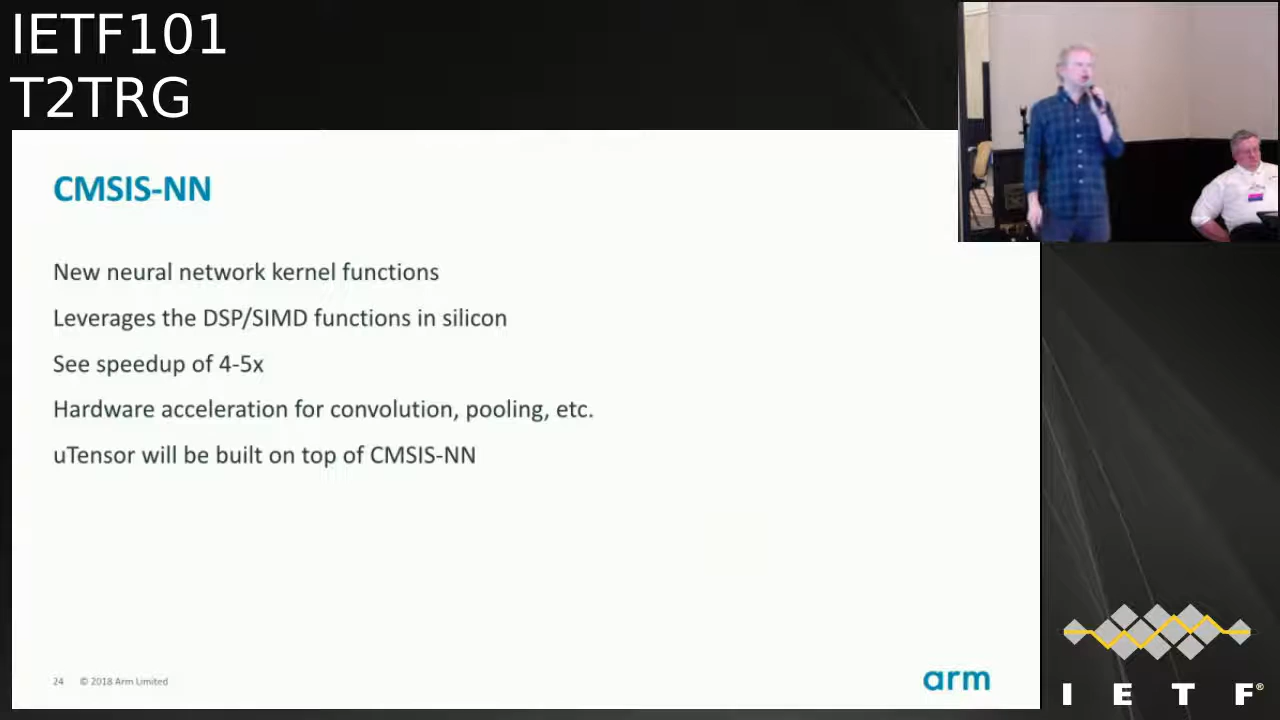 IETF101
T2TRG
CMSIS-NN
New neural network kernel functions
Leverages the DSP/SIMD functions in silicon
See speedup of 4-5x
Hardware acceleration for convolution, pooling, etc.
uTensor will be built on top of CMSIS-NN
24 © 2018 Arm Limited
arm
I E T F®